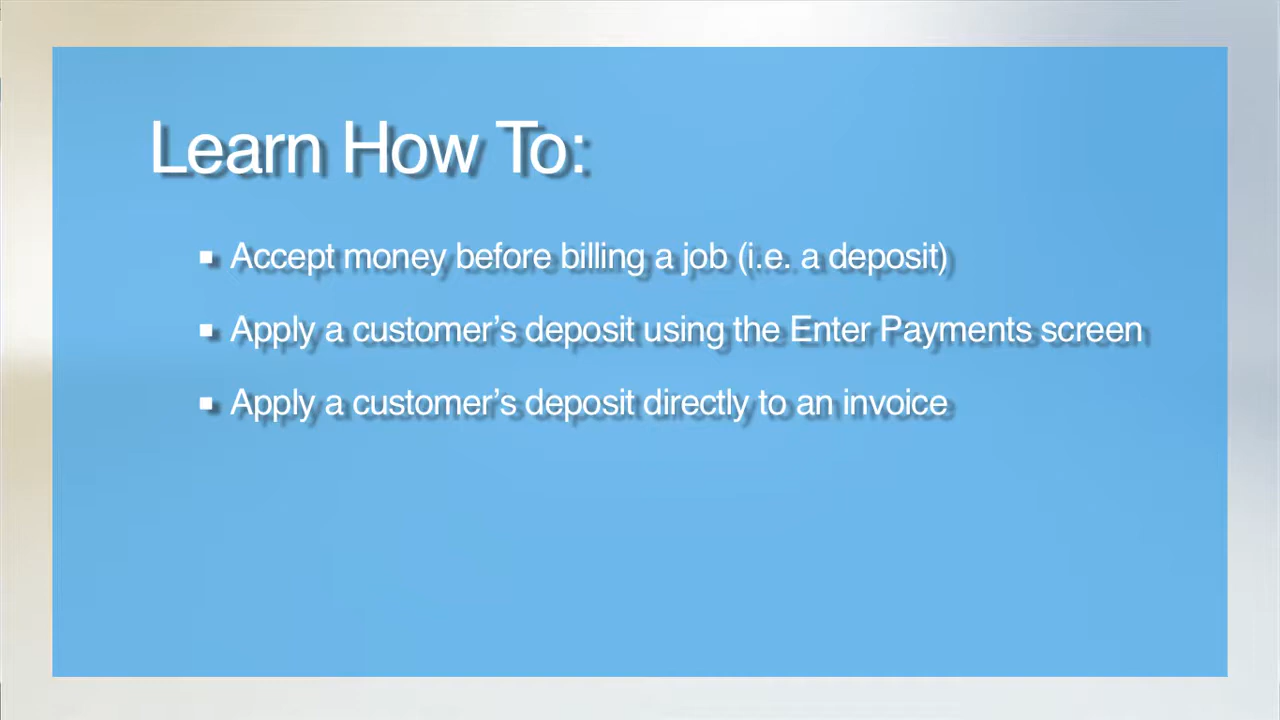 Learn How To:
▪ Accept money before billing a job (i.e. a deposit)
▪ Apply a customer’s deposit using the Enter Payments screen
▪ Apply a customer’s deposit directly to an invoice